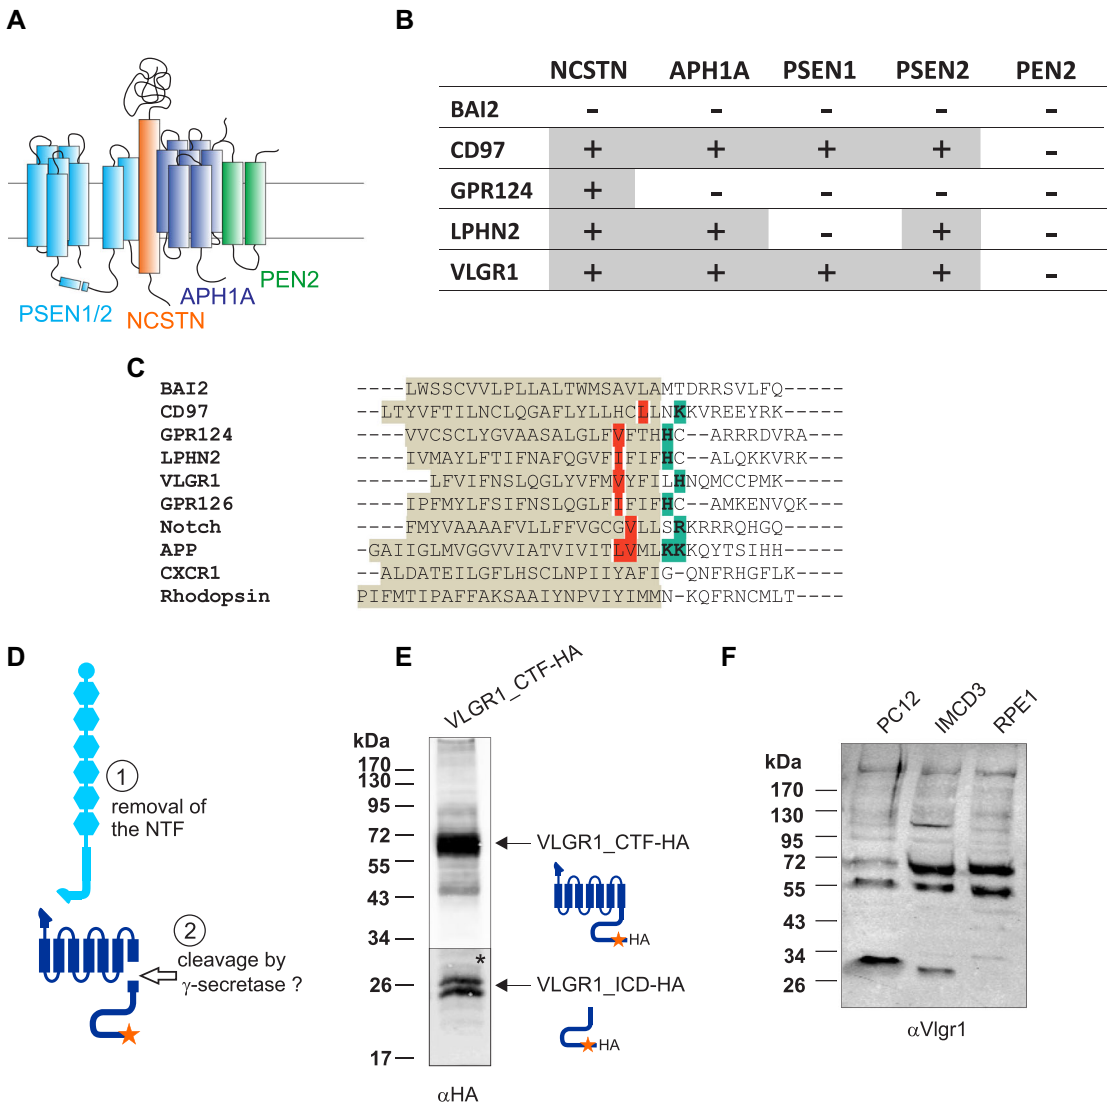 A
PSEN1/2
NCSTN
APH1A
PEN2
B
NCSTN APH1A PSEN1 PSEN2 PEN2
BAI2 - - - - -
CD97 + + + + -
GPR124 + - - - -
LPHN2 + + - + -
VLGR1 + + + + -
C
BAI2 ----LWSSCVVLPLLALTWMSAVLAMTDRRSVLFQ-----
CD97 --LTYVFTILNCLQGAFLYLLHCLLNKKVREEYRK-----
GPR124 ----VVCSCLYGVAASALGLFVFTHHC--ARRRDVRA---
LPHN2 ----IVMAYLFTIFNAFQGVFIFIFHC--ALQKKVRK---
VLGR1 ------LFVIFNSLQGLYVFMVYFILHNQMCCPMK-----
GPR126 ----IPFMYLFSIFNSLQGLFIFIFHC--AMKENVQK---
Notch ----FMYVAAAAFVLLFFVGCGVLLSRKRRRQHGQ-----
APP -GAIIGLMVGGVVIATVIVITLVMLKKKQYTSIHH-----
CXCR1 --ALDATEILGFLHSCLNPIIYAFIG-QNFRHGFLK----
Rhodopsin PIFMTIPAFFAKSAAIYNPVIYIMMN-KQFRNCMLT----
D
1
removal of
the NTF
2
cleavage by
γ-secretase ?
E
VLGR1_CTF-HA
kDa
170
130
95
72
55
43
34
26
17
VLGR1_CTF-HA
HA
*
VLGR1_ICD-HA
HA
αHA
F
PC12
IMCD3
RPE1
kDa
170
130
95
72
55
43
34
26
αVlgr1